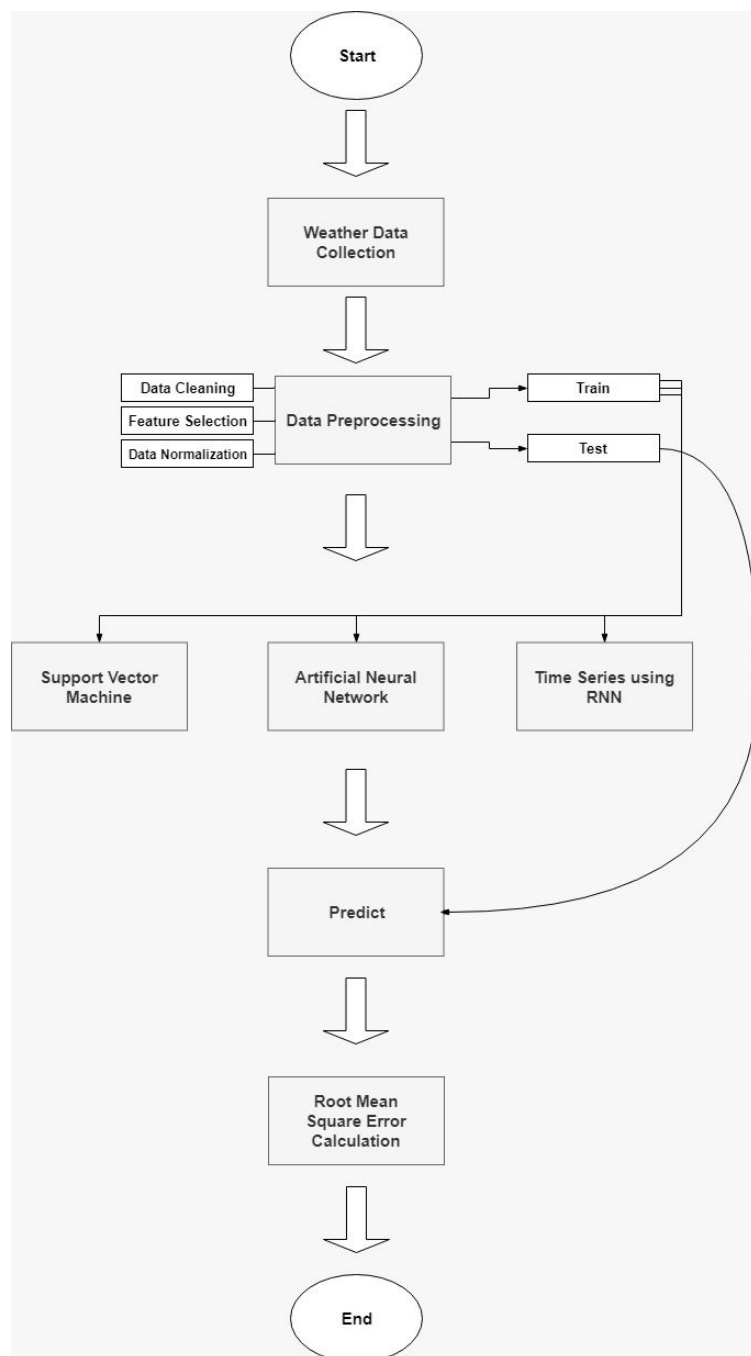 Start
Weather Data
Collection
Data Cleaning
Feature Selection
Data Normalization
Data Preprocessing
Train
Test
Support Vector
Machine
Artificial Neural
Network
Time Series using
RNN
Predict
Root Mean
Square Error
Calculation
End